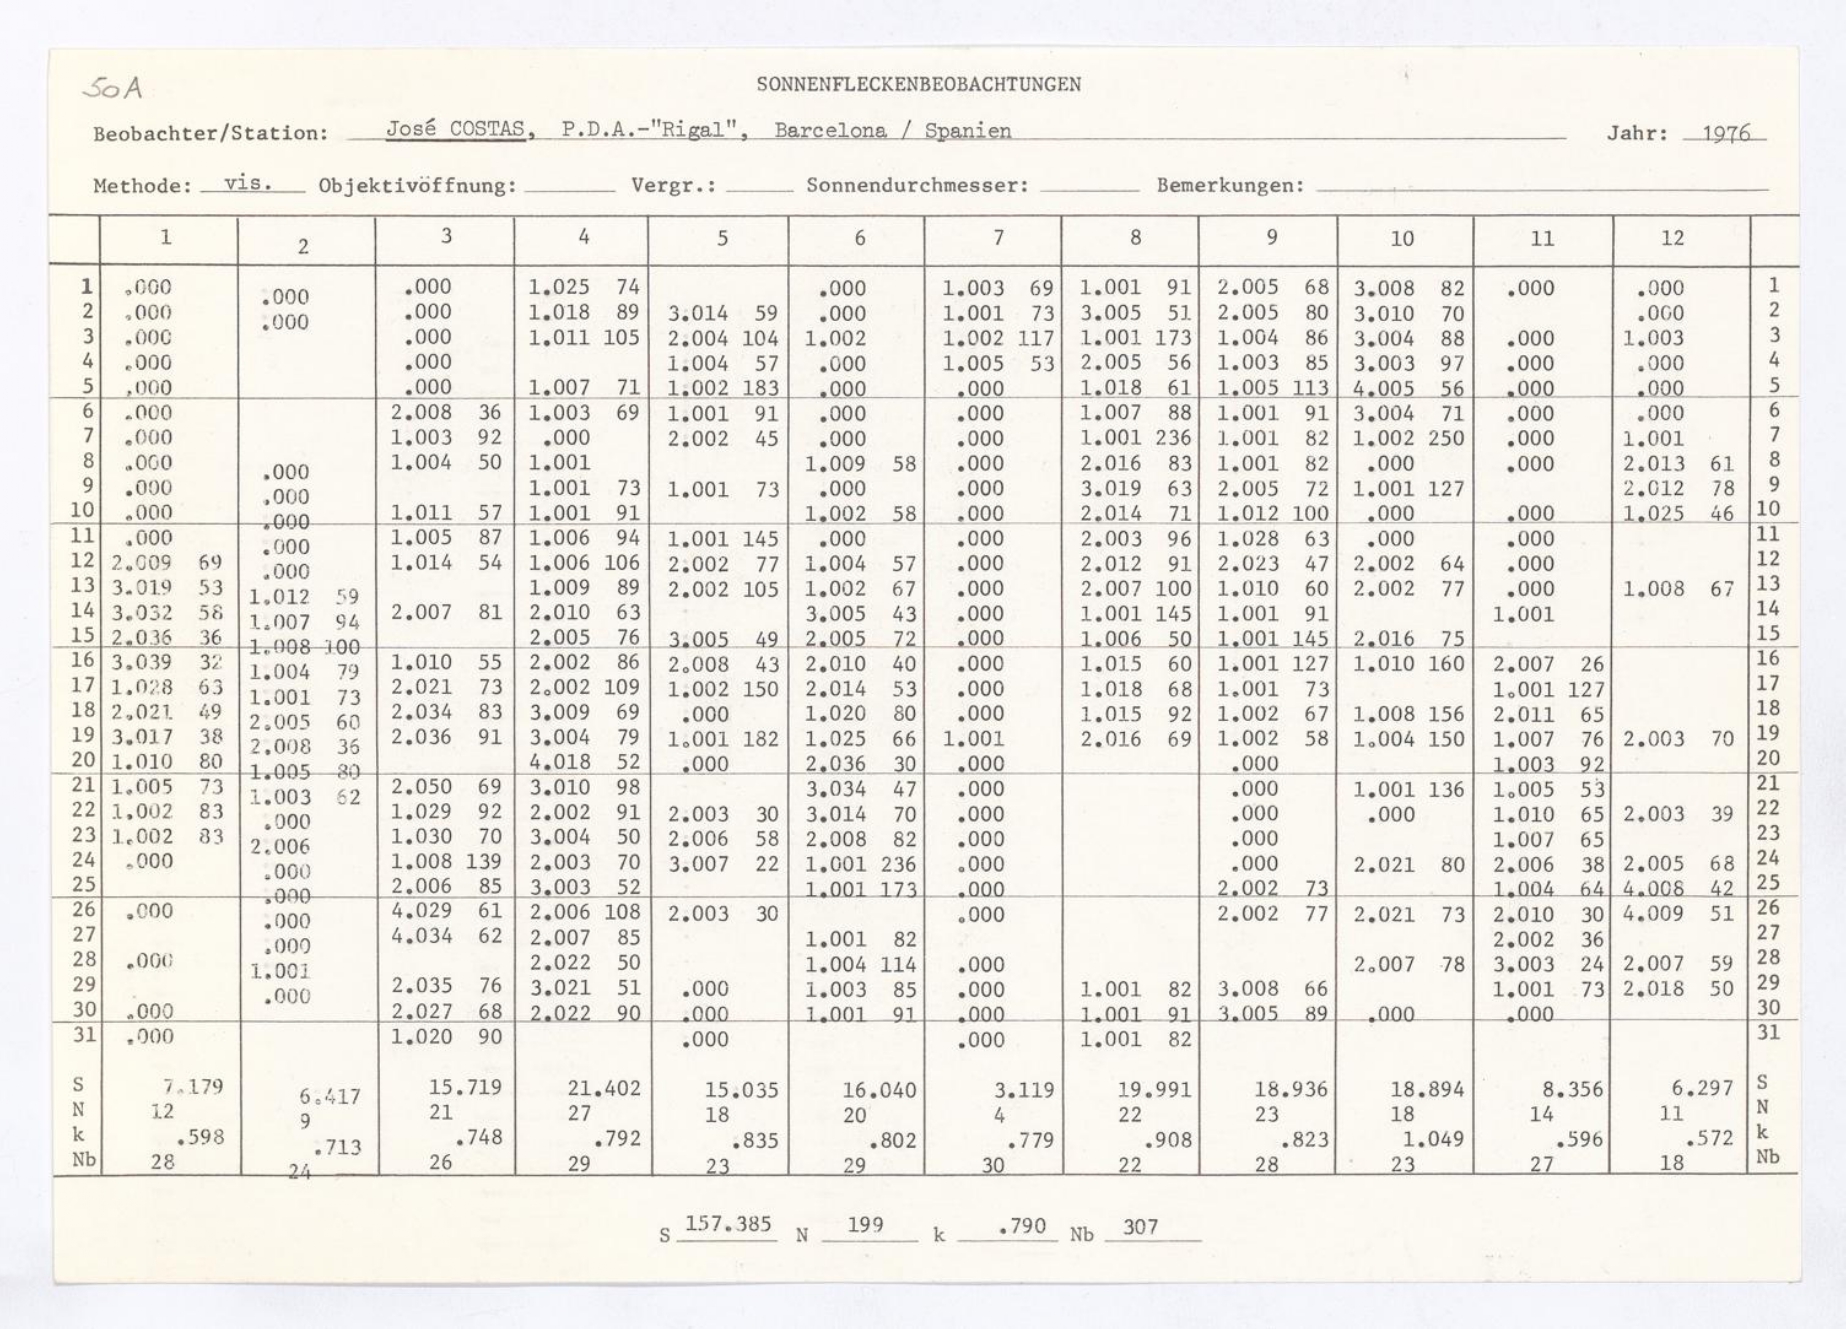 50A
SONNENFLECKENBEOBACHTUNGEN
Beobachter/Station: José COSTAS, P.D.A.-"Rigal", Barcelona / Spanien Jahr: 1976
Methode: vis. Objektivöffnung: Vergr.: Sonnendurchmesser: Bemerkungen:
1 2 3 4 5 6 7 8 9 10 11 12
1 .000 .000 .000 1.025 74 .000 1.003 69 1.001 91 2.005 68 3.008 82 .000 .000 1
2 .000 .000 .000 1.018 89 3.014 59 .000 1.001 73 3.005 51 2.005 80 3.010 70 .000 2
3 .000 .000 1.011 105 2.004 104 1.002 1.002 117 1.001 173 1.004 86 3.004 88 .000 1.003 3
4 .000 .000 1.004 57 .000 1.005 53 2.005 56 1.003 85 3.003 97 .000 .000 4
5 .000 .000 1.007 71 1.002 183 .000 .000 1.018 61 1.005 113 4.005 56 .000 .000 5
6 .000 2.008 36 1.003 69 1.001 91 .000 .000 1.007 88 1.001 91 3.004 71 .000 .000 6
7 .000 1.003 92 .000 2.002 45 .000 .000 1.001 236 1.001 82 1.002 250 .000 1.001 7
8 .000 .000 1.004 50 1.001 1.009 58 .000 2.016 83 1.001 82 .000 .000 2.013 61 8
9 .000 .000 1.001 73 1.001 73 .000 .000 3.019 63 2.005 72 1.001 127 2.012 78 9
10 .000 .000 1.011 57 1.001 91 1.002 58 .000 2.014 71 1.012 100 .000 .000 1.025 46 10
11 .000 .000 1.005 87 1.006 94 1.001 145 .000 .000 2.003 96 1.028 63 .000 .000 11
12 2.009 69 .000 1.014 54 1.006 106 2.002 77 1.004 57 .000 2.012 91 2.023 47 2.002 64 .000 12
13 3.019 53 1.012 59 1.009 89 2.002 105 1.002 67 .000 2.007 100 1.010 60 2.002 77 .000 1.008 67 13
14 3.032 58 1.007 94 2.007 81 2.010 63 3.005 43 .000 1.001 145 1.001 91 1.001 14
15 2.036 36 1.008 100 2.005 76 3.005 49 2.005 72 .000 1.006 50 1.001 145 2.016 75 15
16 3.039 32 1.004 79 1.010 55 2.002 86 2.008 43 2.010 40 .000 1.015 60 1.001 127 1.010 160 2.007 26 16
17 1.028 63 1.001 73 2.021 73 2.002 109 1.002 150 2.014 53 .000 1.018 68 1.001 73 1.001 127 17
18 2.021 49 2.005 60 2.034 83 3.009 69 .000 1.020 80 .000 1.015 92 1.002 67 1.008 156 2.011 65 18
19 3.017 38 2.008 36 2.036 91 3.004 79 1.001 182 1.025 66 1.001 2.016 69 1.002 58 1.004 150 1.007 76 2.003 70 19
20 1.010 80 1.005 80 4.018 52 .000 2.036 30 .000 .000 1.003 92 20
21 1.005 73 1.003 62 2.050 69 3.010 98 3.034 47 .000 .000 1.001 136 1.005 53 21
22 1.002 83 .000 1.029 92 2.002 91 2.003 30 3.014 70 .000 .000 .000 1.010 65 2.003 39 22
23 1.002 83 2.006 1.030 70 3.004 50 2.006 58 2.008 82 .000 .000 1.007 65 23
24 .000 .000 1.008 139 2.003 70 3.007 22 1.001 236 .000 .000 2.021 80 2.006 38 2.005 68 24
25 .000 2.006 85 3.003 52 1.001 173 .000 2.002 73 1.004 64 4.008 42 25
26 .000 .000 4.029 61 2.006 108 2.003 30 .000 2.002 77 2.021 73 2.010 30 4.009 51 26
27 .000 4.034 62 2.007 85 1.001 82 2.002 36 27
28 .000 1.001 2.022 50 1.004 114 .000 2.007 78 3.003 24 2.007 59 28
29 .000 2.035 76 3.021 51 .000 1.003 85 .000 1.001 82 3.008 66 1.001 73 2.018 50 29
30 .000 2.027 68 2.022 90 .000 1.001 91 .000 1.001 91 3.005 89 .000 .000 30
31 .000 1.020 90 .000 .000 1.001 82 31
S 7.179 6.417 15.719 21.402 15.035 16.040 3.119 19.991 18.936 18.894 8.356 6.297 S
N 12 9 21 27 18 20 4 22 23 18 14 11 N
k .598 .713 .748 .792 .835 .802 .779 .908 .823 1.049 .596 .572 k
Nb 28 24 26 29 23 29 30 22 28 23 27 18 Nb
S 157.385 N 199 k .790 Nb 307